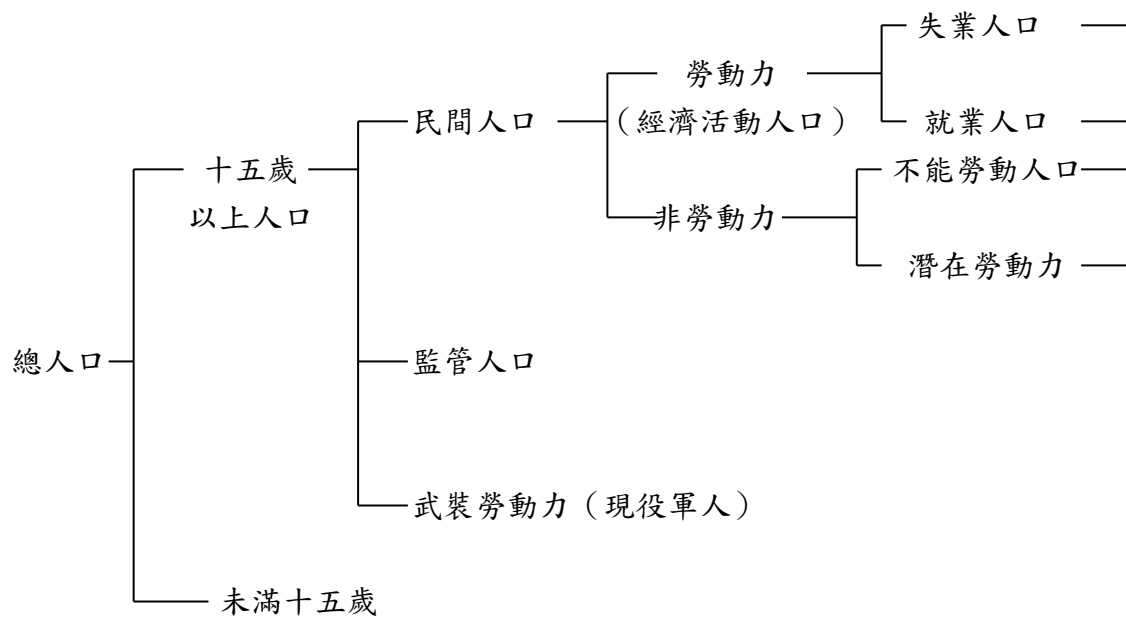 失業人口
勞動力
民間人口
（經濟活動人口）
就業人口
十五歲
不能勞動人口
以上人口
非勞動力
潛在勞動力
總人口
監管人口
武裝勞動力（現役軍人）
未滿十五歲